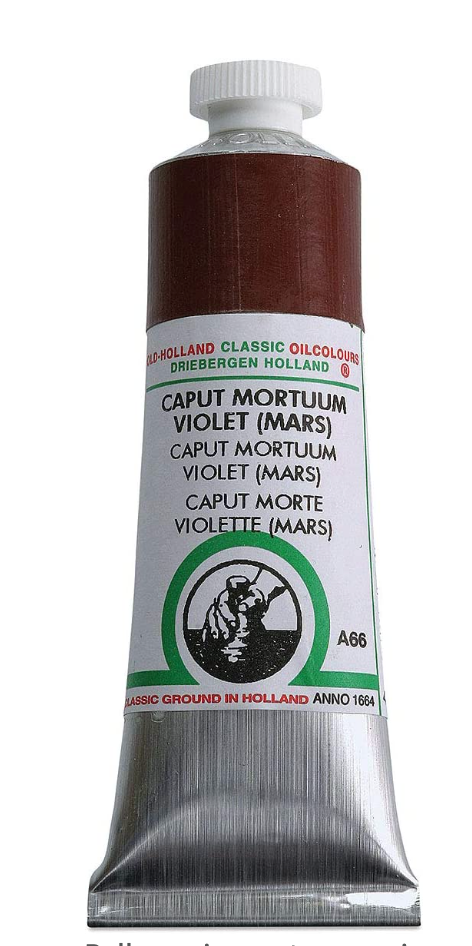 OLD-HOLLAND CLASSIC OILCOLOURS
DRIEBERGEN HOLLAND ®
CAPUT MORTUUM
VIOLET (MARS)
CAPUT MORTUUM
VIOLET (MARS)
CAPUT MORTE
VIOLETTE (MARS)
A66
CLASSIC GROUND IN HOLLAND ANNO 1664